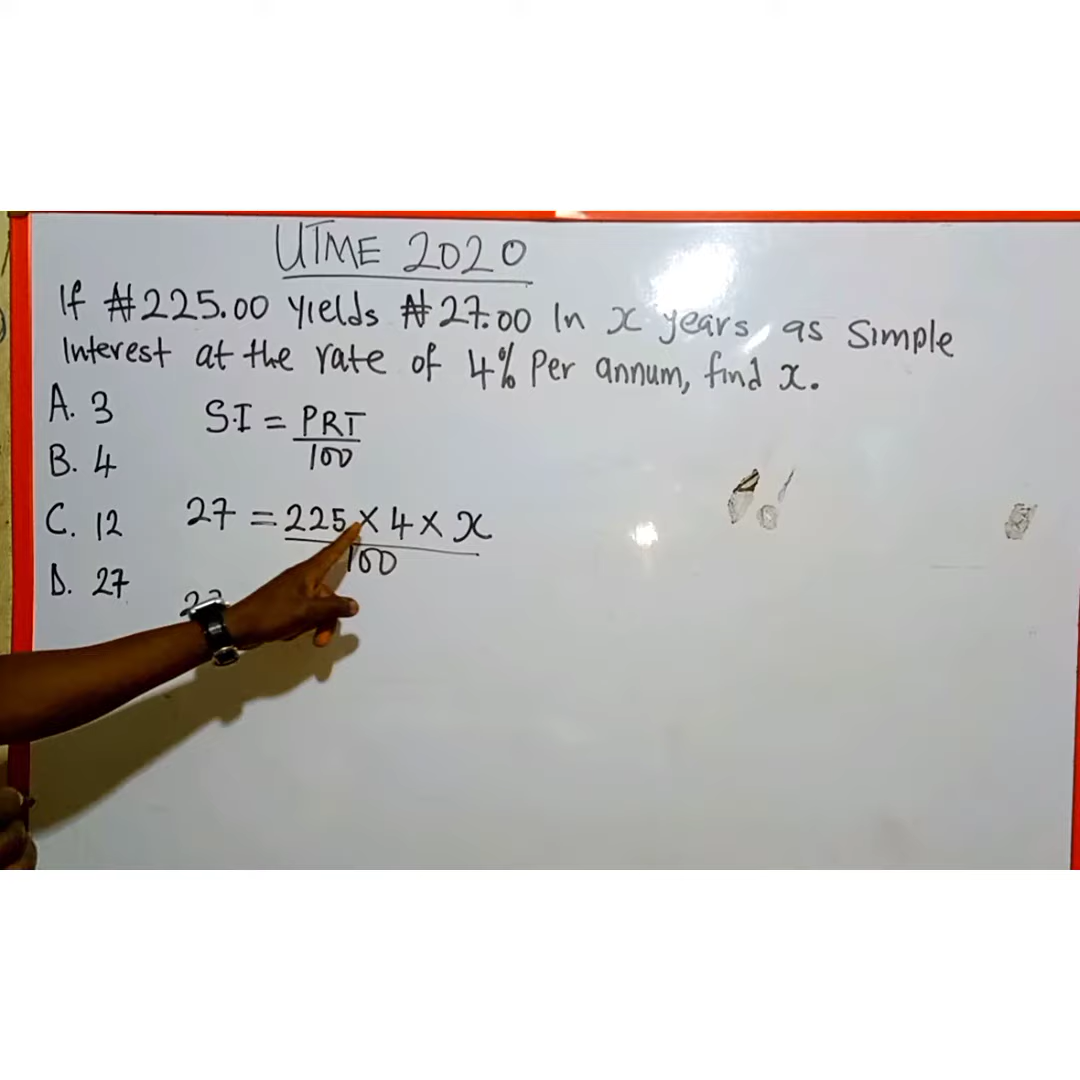 UTME 2020
If ₦225.00 yields ₦27.00 in x years, as Simple
Interest at the rate of 4% Per annum, find x.
A. 3
B. 4
C. 12
D. 27
S.I = PRT
100
27 = 225 × 4 × x
100